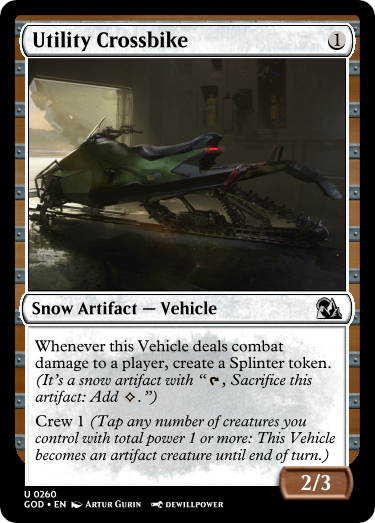 Utility Crossbike 1
Snow Artifact — Vehicle
Whenever this Vehicle deals combat
damage to a player, create a Splinter token.
(It's a snow artifact with “, Sacrifice this
artifact: Add .”)
Crew 1 (Tap any number of creatures you
control with total power 1 or more: This Vehicle
becomes an artifact creature until end of turn.)
2/3
U 0260
GOD • EN Artur Gurin DEWILLPOWER